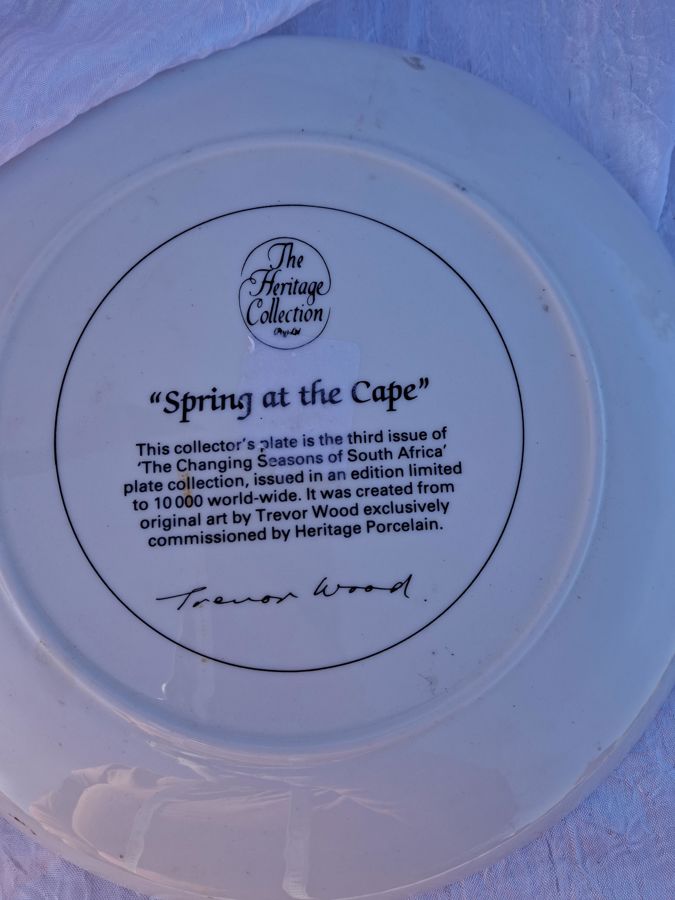 The
Heritage
Collection
(Pty) Ltd
“Spring at the Cape”
This collector's plate is the third issue of
'The Changing Seasons of South Africa'
plate collection, issued in an edition limited
to 10 000 world-wide. It was created from
original art by Trevor Wood exclusively
commissioned by Heritage Porcelain.
Trevor Wood.